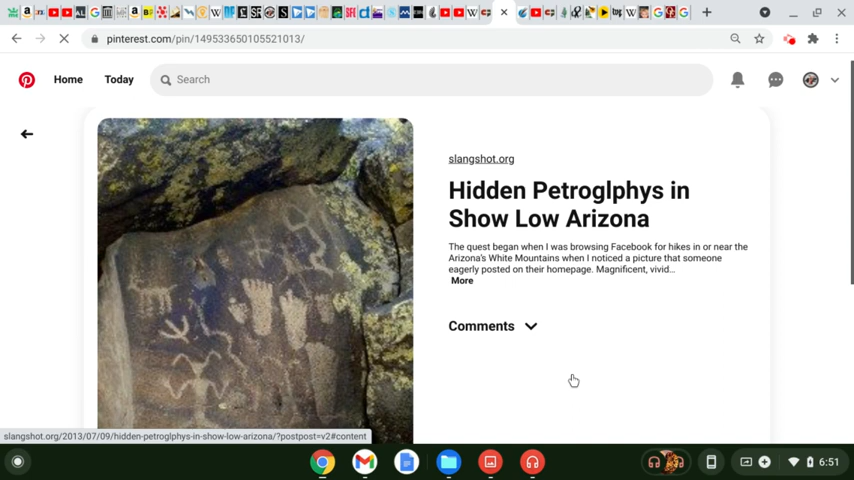 pinterest.com/pin/149533650105521013/
Home
Today
Search
slangshot.org
Hidden Petroglphys in
Show Low Arizona
The quest began when I was browsing Facebook for hikes in or near the
Arizona's White Mountains when I noticed a picture that someone
eagerly posted on their homepage. Magnificent, vivid...
More
Comments
slangshot.org/2013/07/09/hidden-petroglphys-in-show-low-arizona/?postpost=v2#content
6:51